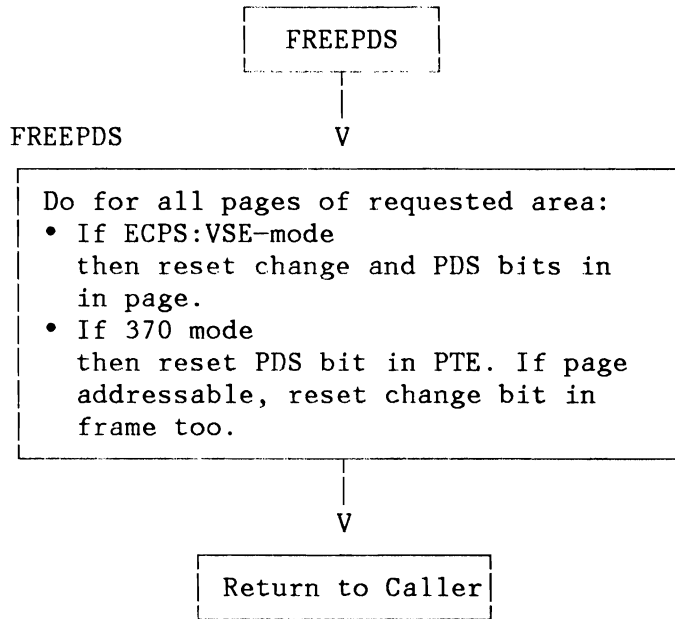 FREEPDS
FREEPDS V
Do for all pages of requested area:
• If ECPS:VSE-mode
then reset change and PDS bits in
in page.
• If 370 mode
then reset PDS bit in PTE. If page
addressable, reset change bit in
frame too.
V
Return to Caller